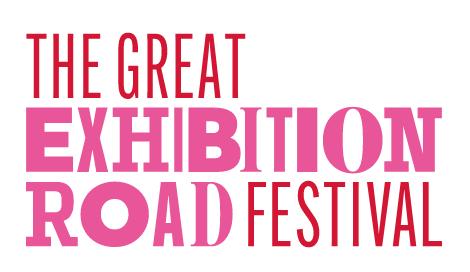 THE GREAT
EXHIBITION
ROAD FESTIVAL